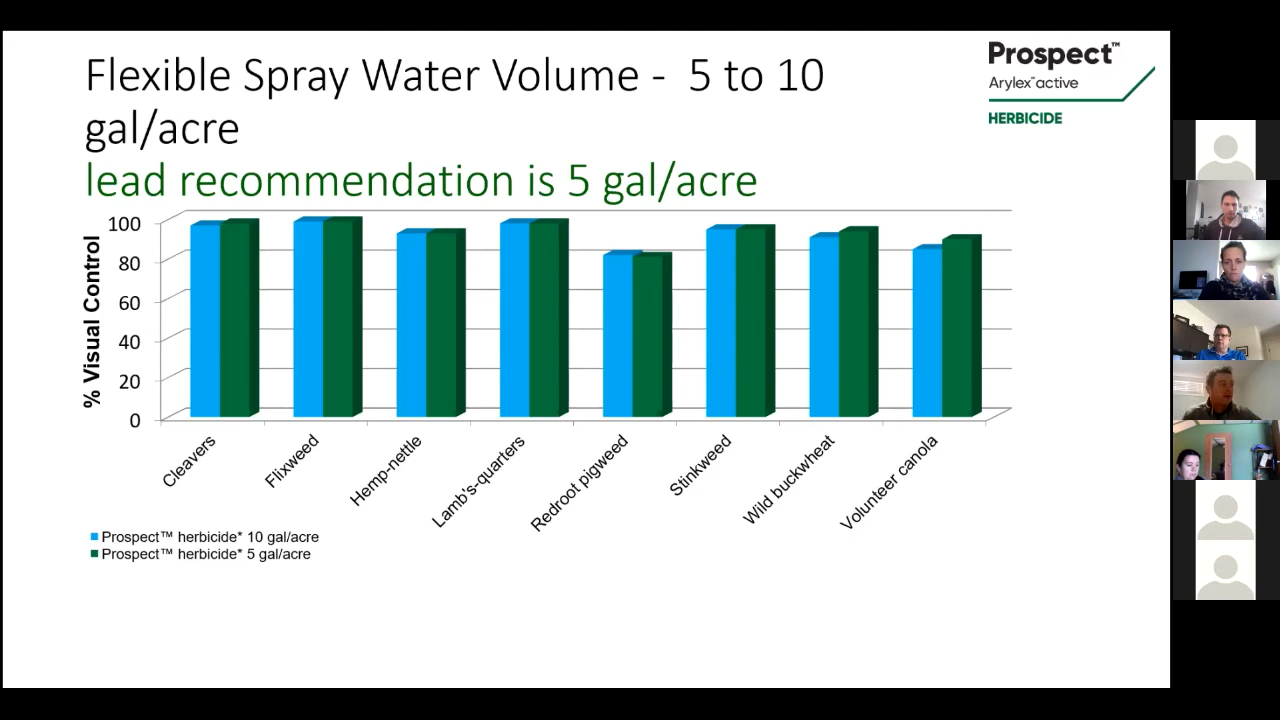 Flexible Spray Water Volume - 5 to 10
gal/acre
lead recommendation is 5 gal/acre
Prospect™
Arylex™active
HERBICIDE
% Visual Control
100
80
60
40
20
0
Cleavers
Flixweed
Hemp-nettle
Lamb's-quarters
Redroot pigweed
Stinkweed
Wild buckwheat
Volunteer canola
Prospect™ herbicide* 10 gal/acre
Prospect™ herbicide* 5 gal/acre